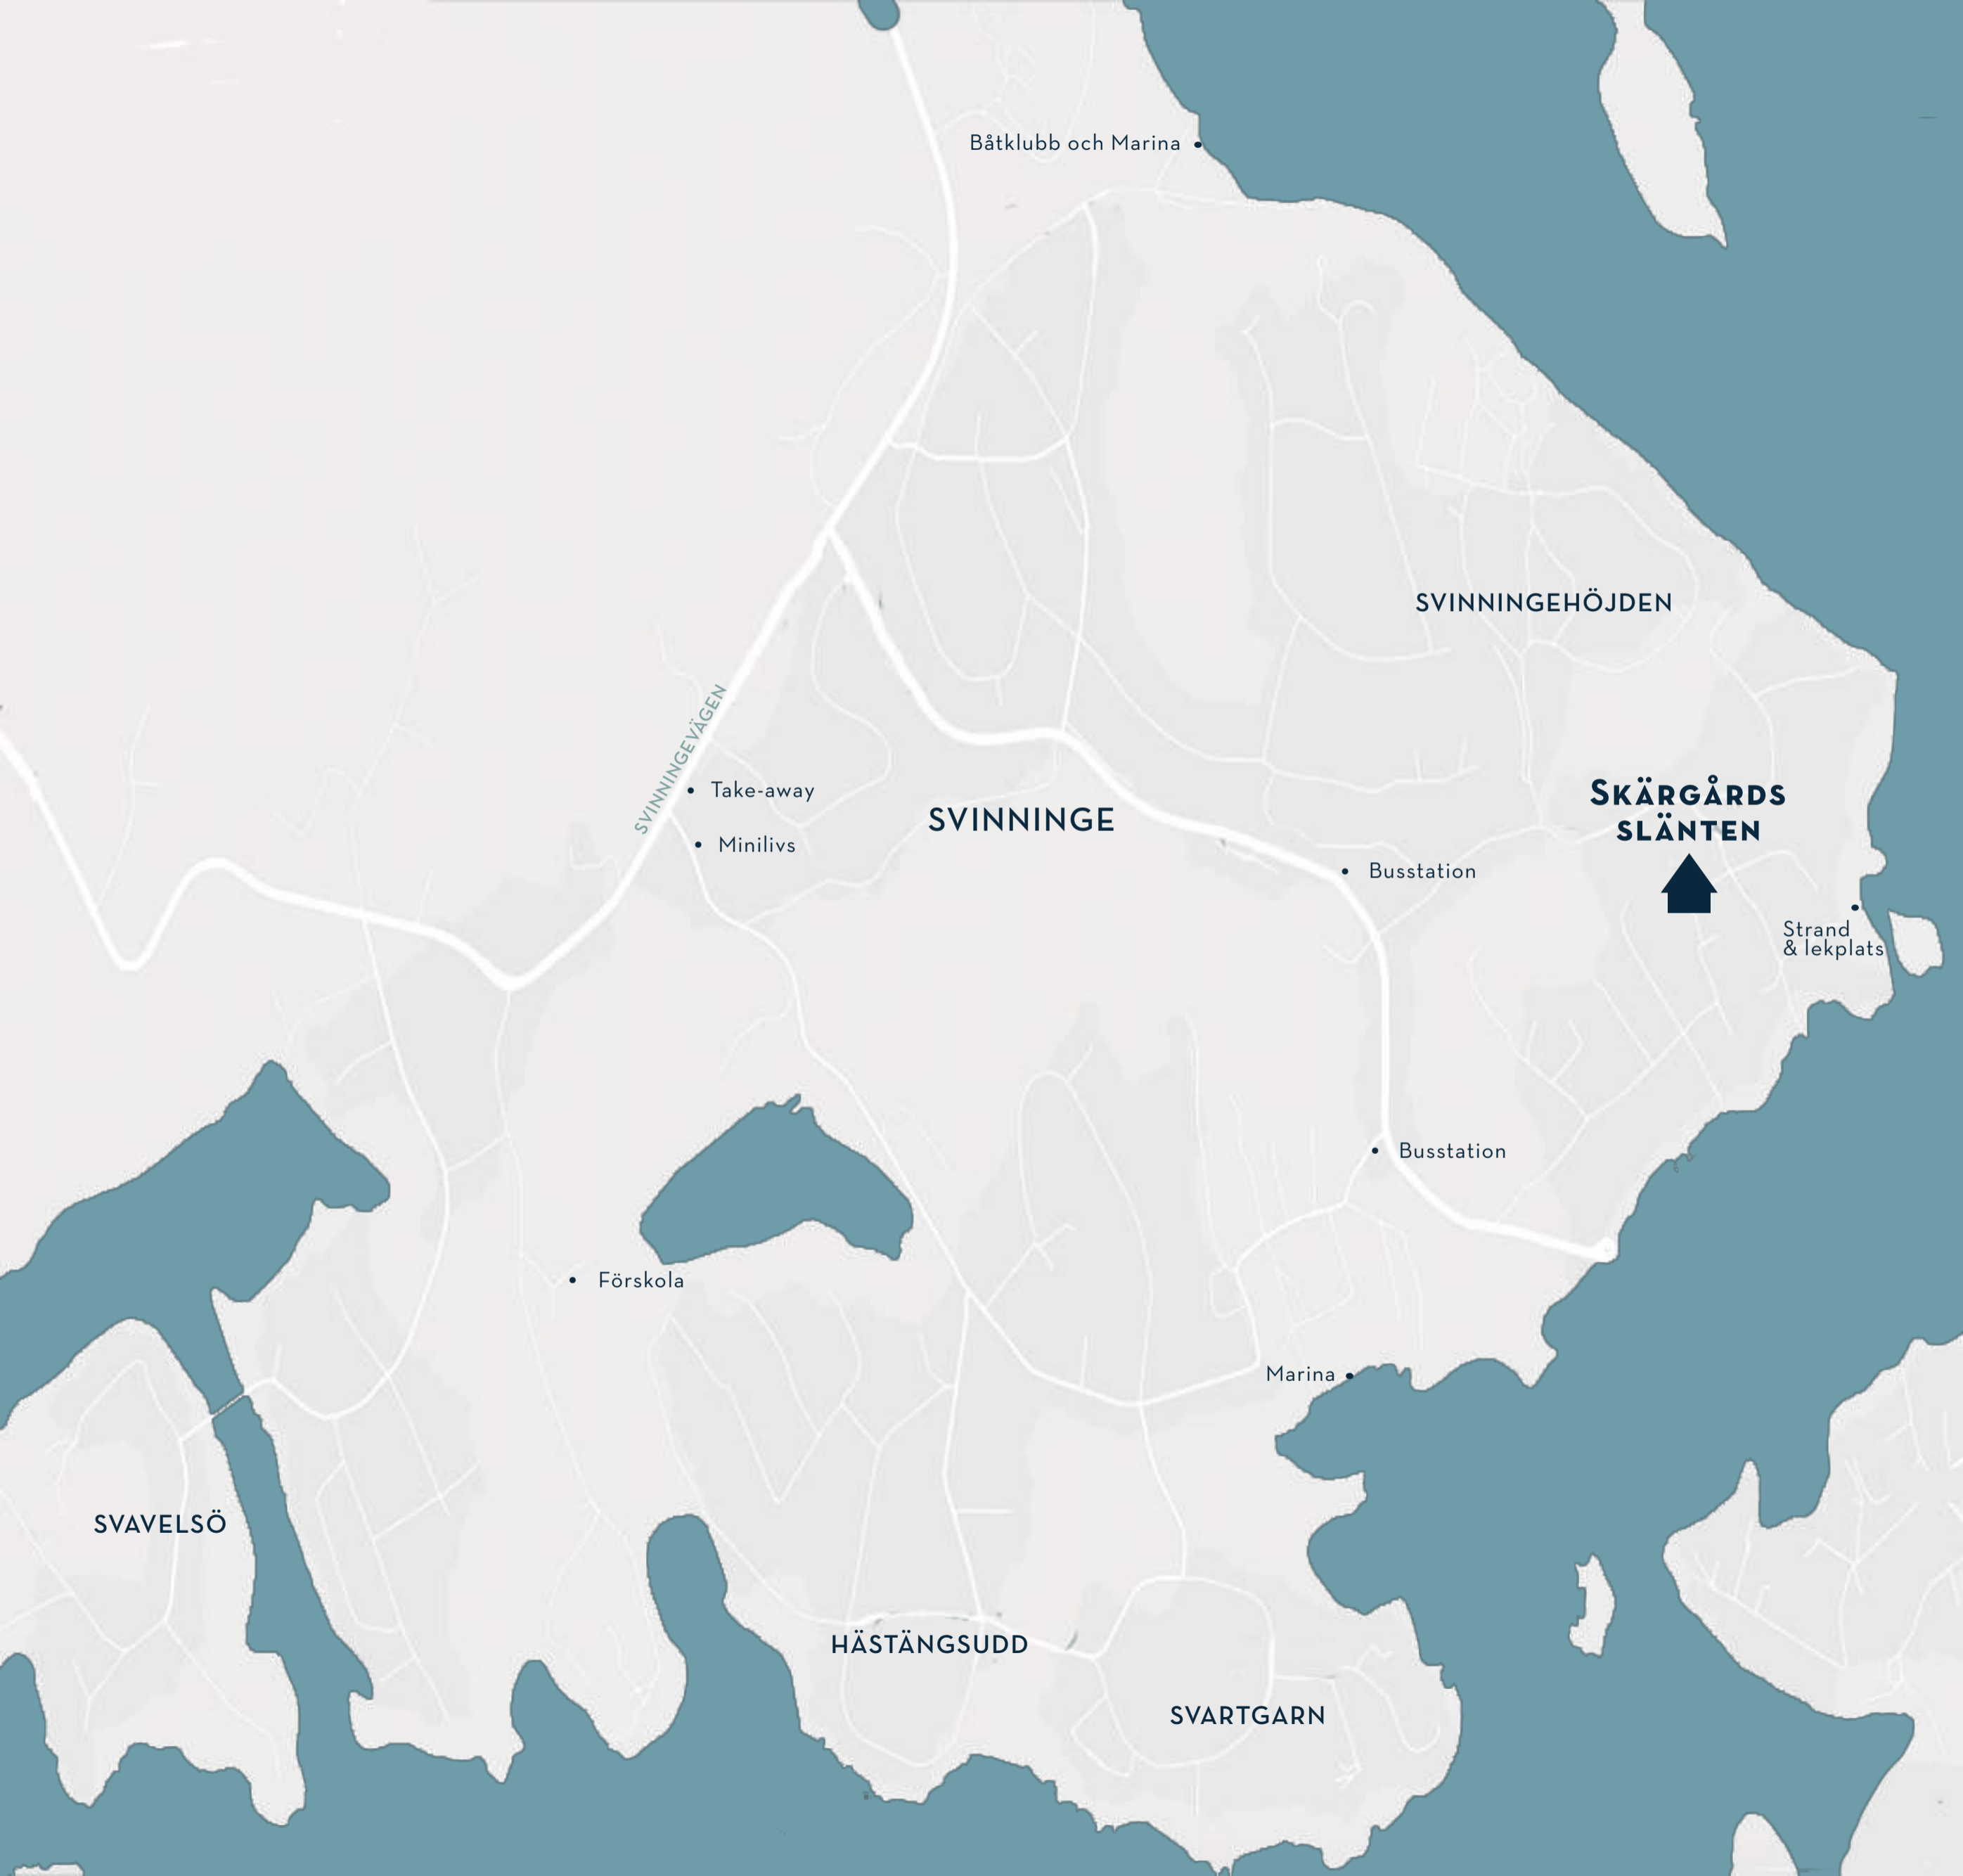 Båtklubb och Marina
SVINNINGEHÖJDEN
SVINNINGEVÄGEN
Take-away
Minilivs
SVINNINGE
SKÄRGÅRDS
SLÄNTEN
Busstation
Strand
& lekplats
Busstation
Förskola
Marina
SVAVELSÖ
HÄSTÄNGSUDD
SVARTGARN